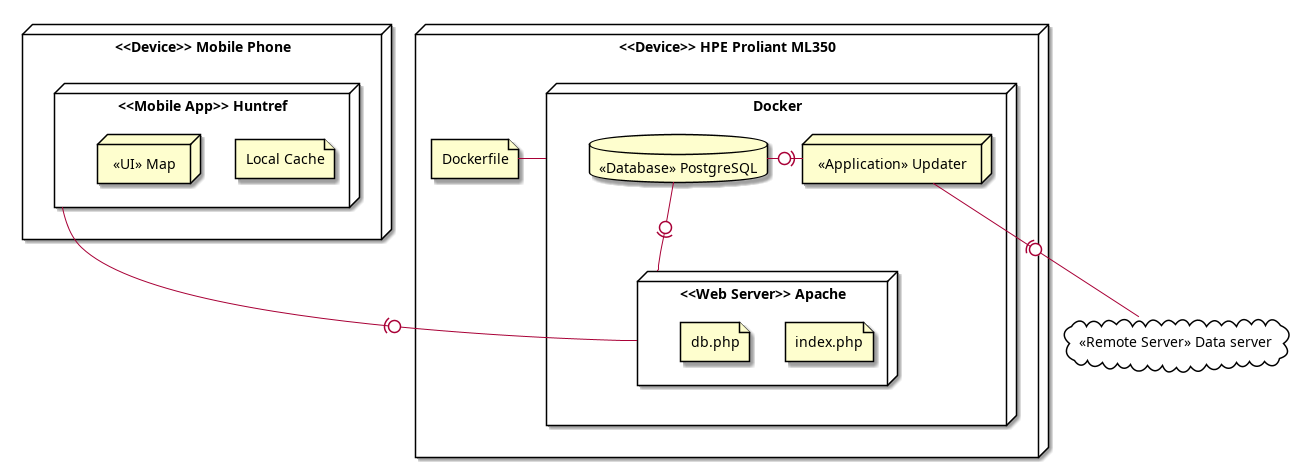 <<Device>> Mobile Phone
<<Mobile App>> Huntref
«UI» Map
Local Cache
<<Device>> HPE Proliant ML350
Docker
Dockerfile
«Database» PostgreSQL
«Application» Updater
<<Web Server>> Apache
db.php
index.php
«Remote Server» Data server